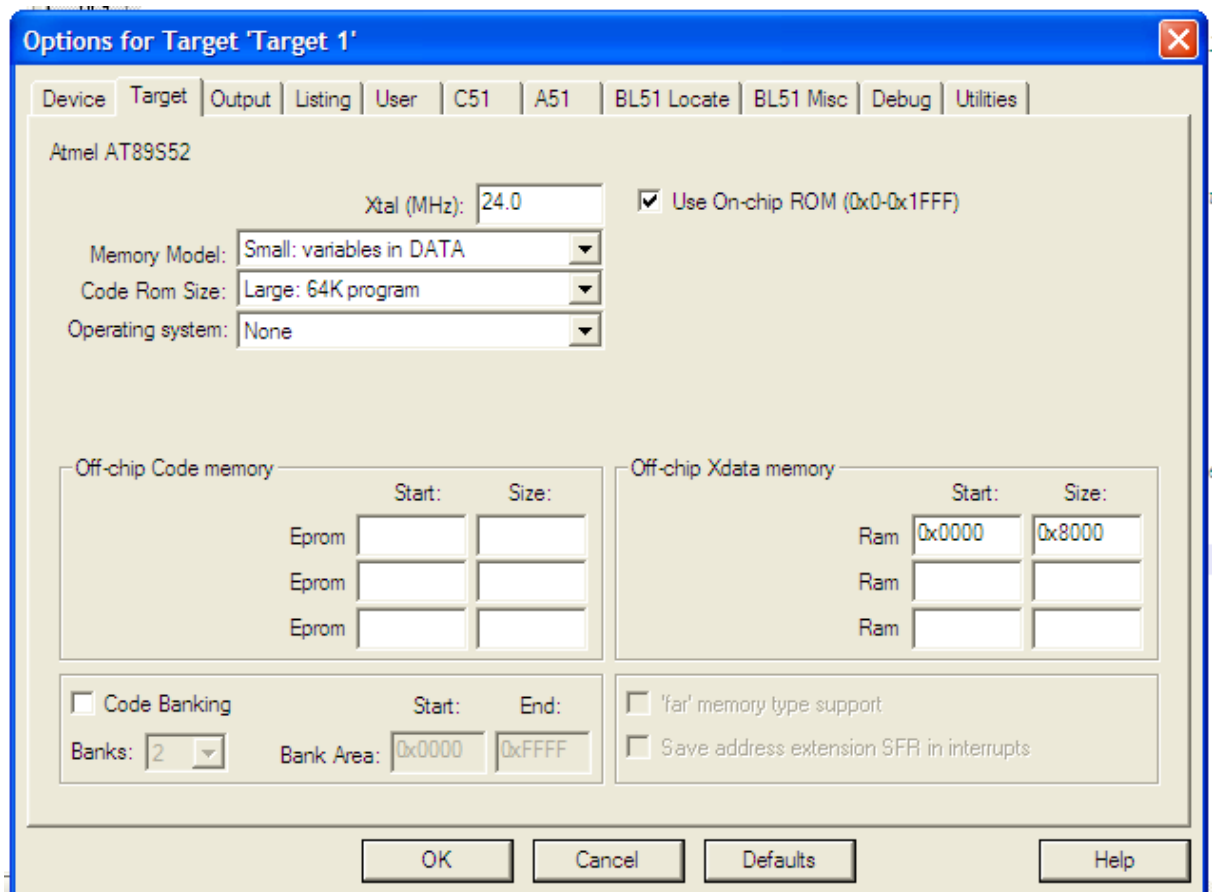 Options for Target 'Target 1'
Device Target Output Listing User C51 A51 BL51 Locate BL51 Misc Debug Utilities
Atmel AT89S52
Xtal (MHz): 24.0
Use On-chip ROM (0x0-0x1FFF)
Memory Model: Small: variables in DATA
Code Rom Size: Large: 64K program
Operating system: None
Off-chip Code memory
Start: Size:
Eprom
Eprom
Eprom
Off-chip Xdata memory
Start: Size:
Ram 0x0000 0x8000
Ram
Ram
Code Banking
Start: End:
Banks: 2 Bank Area: 0x0000 0xFFFF
'far' memory type support
Save address extension SFR in interrupts
OK Cancel Defaults Help